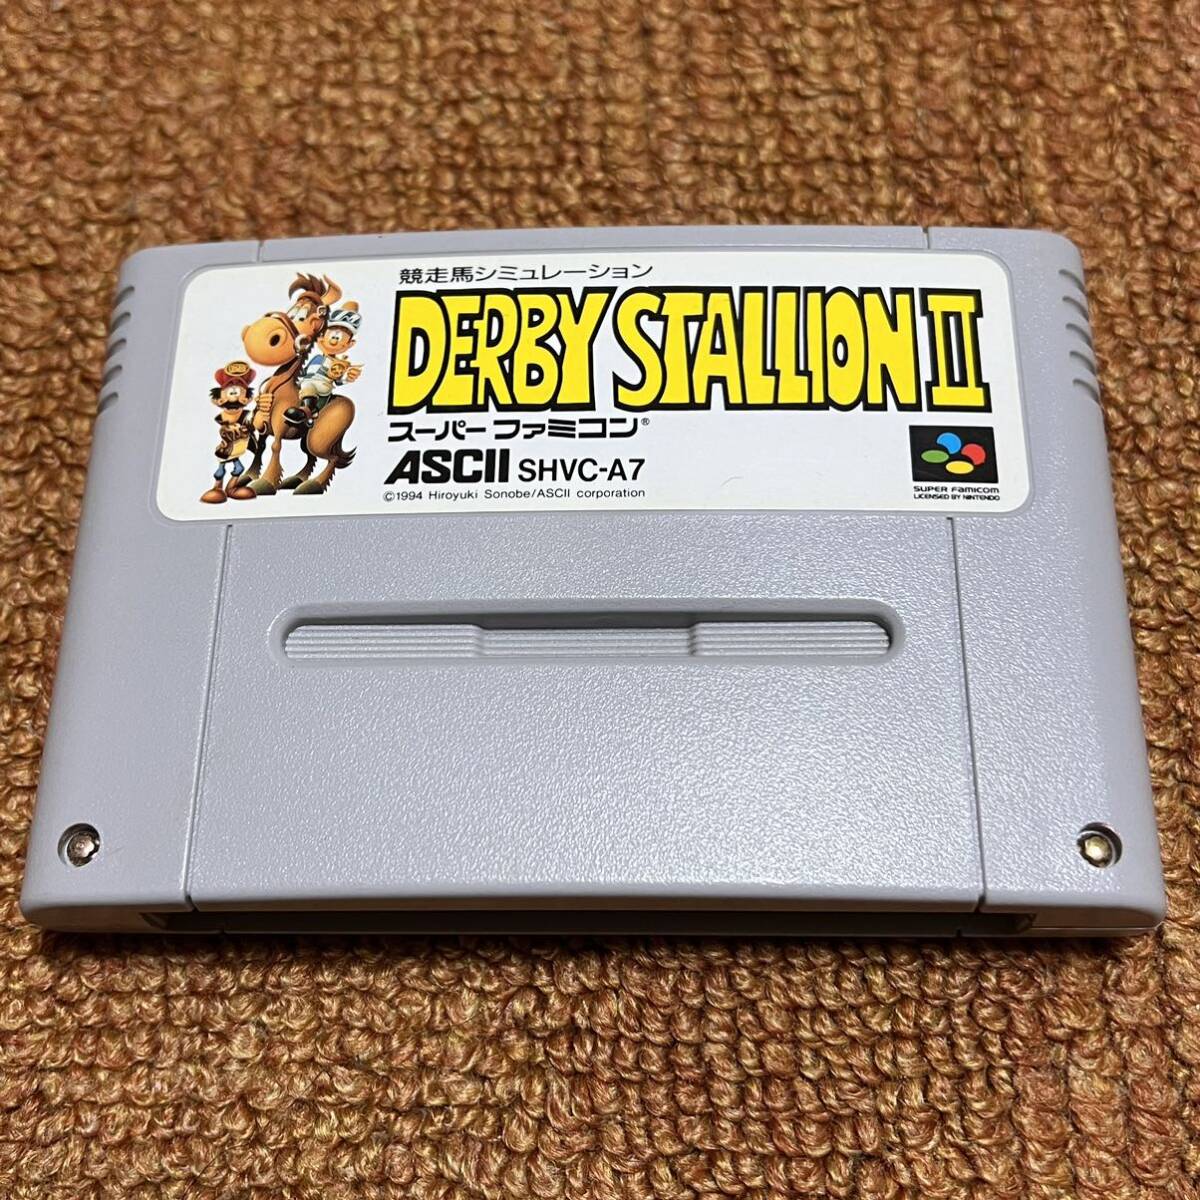 競走馬シミュレーション
DERBY STALLION II
スーパーファミコン®
ASCII SHVC-A7
©1994 Hiroyuki Sonobe/ASCII corporation
SUPER FAMICOM
LICENSED BY NINTENDO